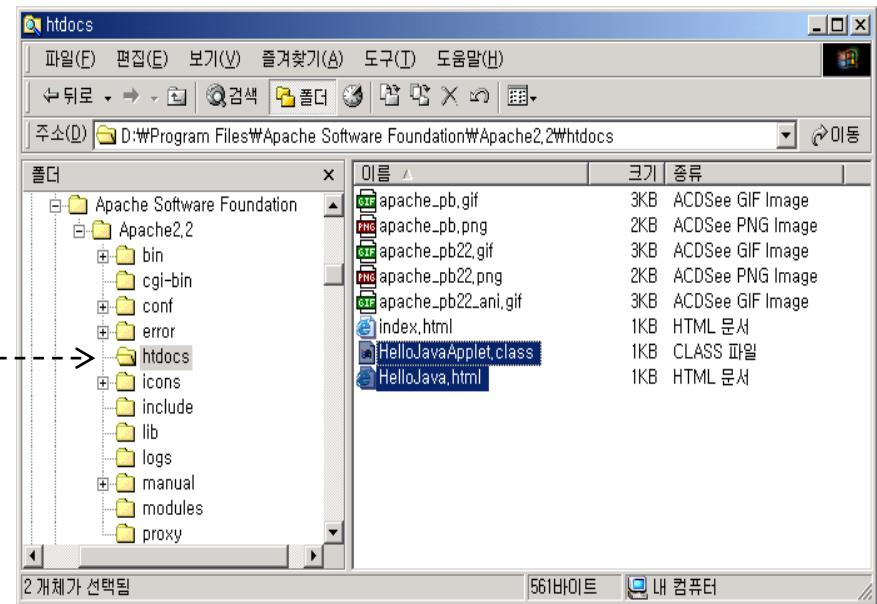 htdocs
파일(F) 편집(E) 보기(V) 즐겨찾기(A) 도구(T) 도움말(H)
뒤로 검색 폴더
주소(D) D:₩Program Files₩Apache Software Foundation₩Apache2.2₩htdocs 이동
폴더 x
Apache Software Foundation
Apache2.2
bin
cgi-bin
conf
error
htdocs
icons
include
lib
logs
manual
modules
proxy
이름 크기 종류
GIF apache_pb.gif 3KB ACDSee GIF Image
PNG apache_pb.png 2KB ACDSee PNG Image
GIF apache_pb22.gif 3KB ACDSee GIF Image
PNG apache_pb22.png 2KB ACDSee PNG Image
GIF apache_pb22_ani.gif 3KB ACDSee GIF Image
index.html 1KB HTML 문서
HelloJavaApplet.class 1KB CLASS 파일
HelloJava.html 1KB HTML 문서
2 개체가 선택됨 561바이트 내 컴퓨터